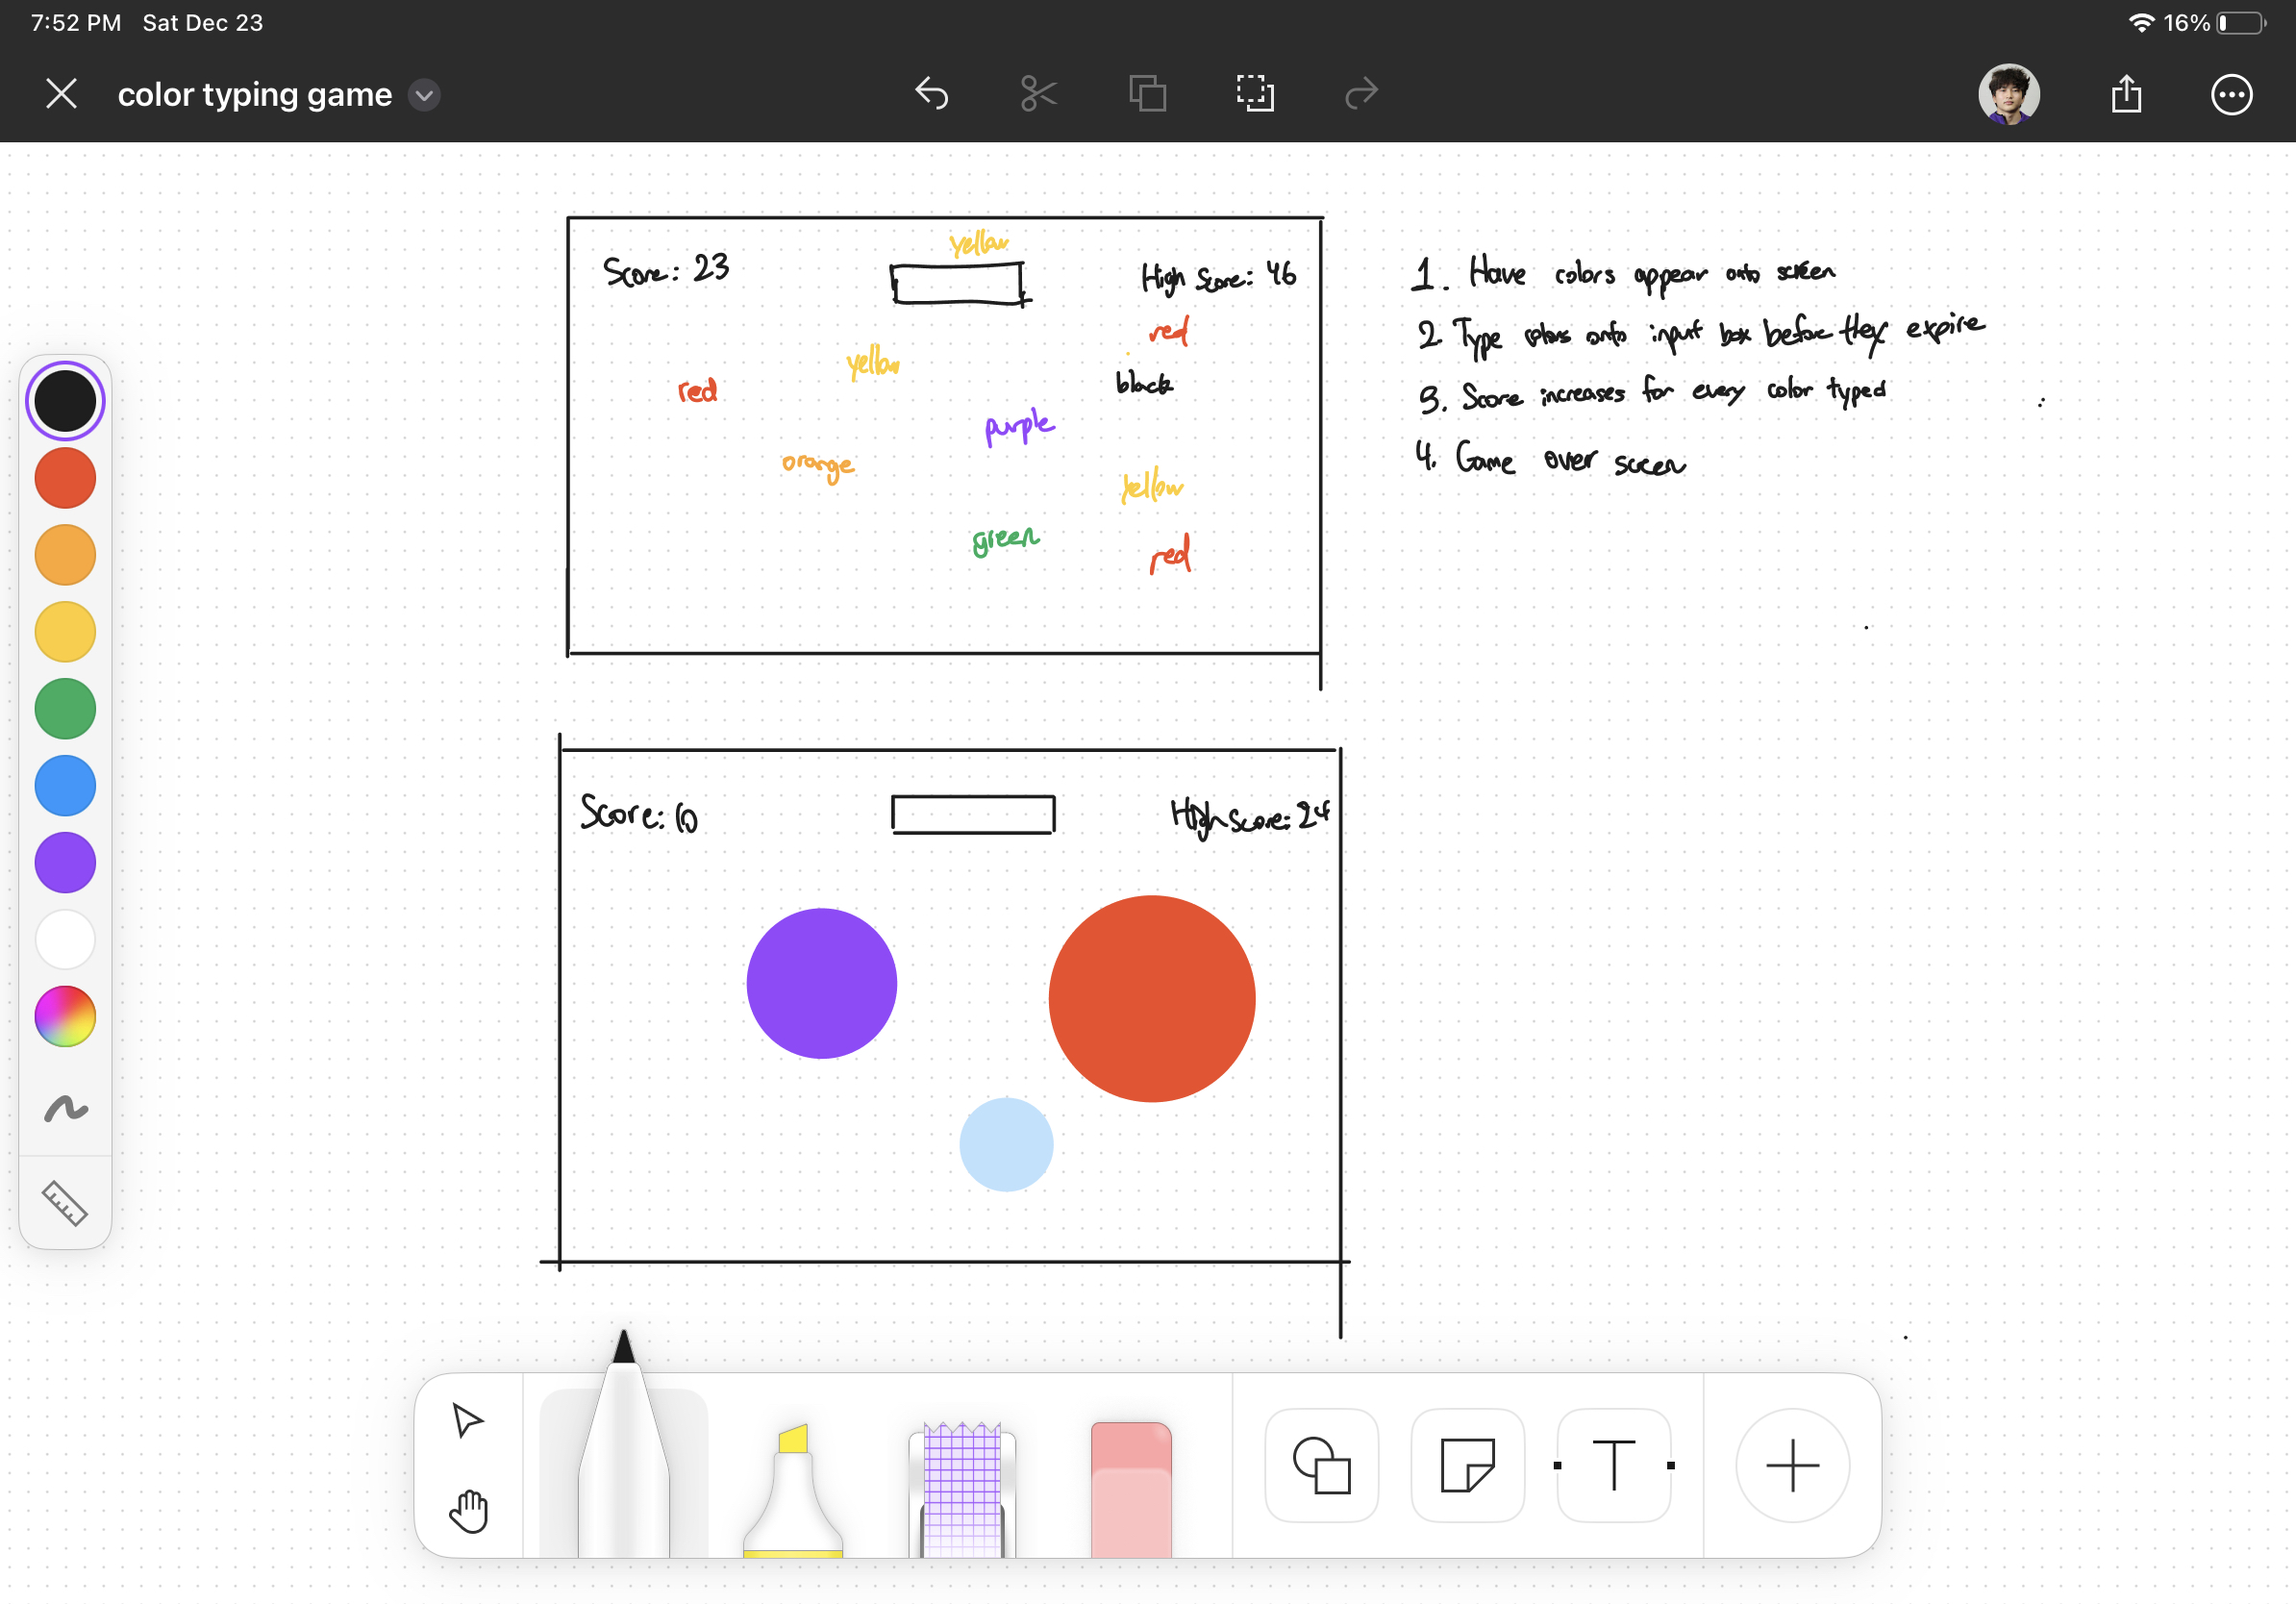 7:52 PM Sat Dec 23
16%
color typing game
yellow
Score: 23
High Score: 46
red
yellow
black
red
purple
orange
yellow
green
red
1. Have colors appear onto screen
2. Type colors onto input box before they expire
3. Score increases for every color typed
4. Game over screen
Score: 10
High Score: 24
T